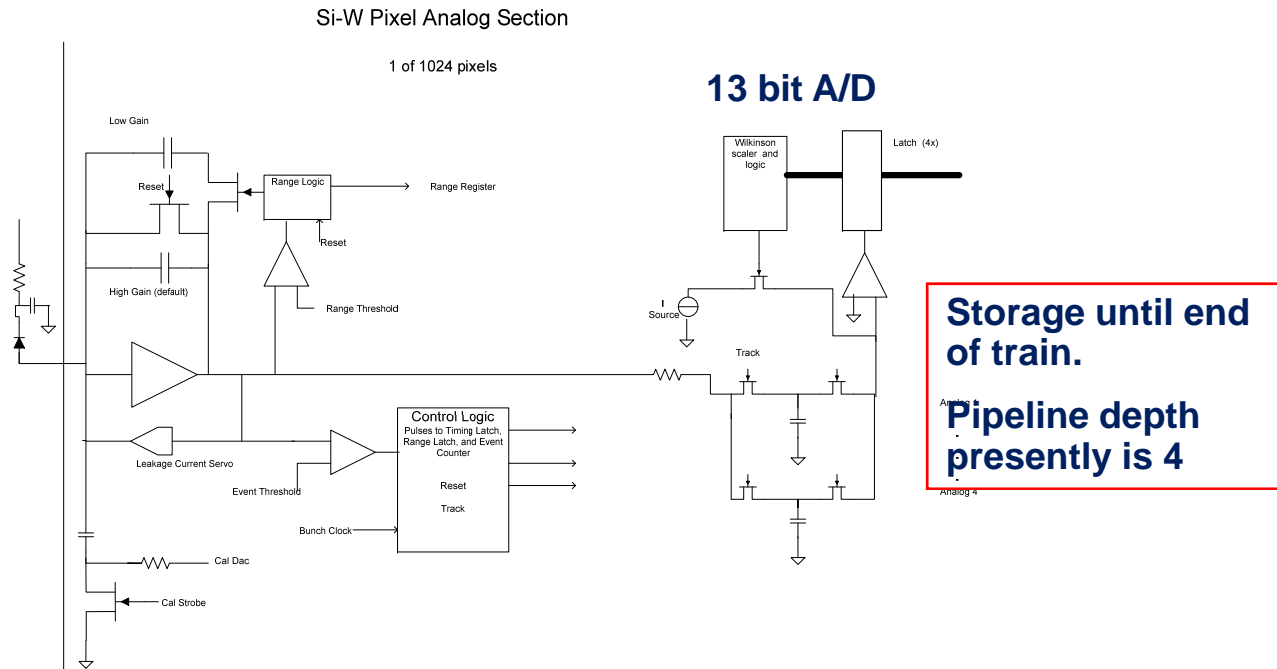 Si-W Pixel Analog Section
1 of 1024 pixels
13 bit A/D
Low Gain
Wilkinson
scaler and
logic
Latch (4x)
Reset
Range Logic
Range Register
Reset
High Gain (default)
Range Threshold
I
Source
Storage until end
of train.
Track
Analog 1
Pipeline depth
presently is 4
Analog 4
Control Logic
Pulses to Timing Latch,
Range Latch, and Event
Counter
Leakage Current Servo
Reset
Event Threshold
Track
Bunch Clock
Cal Dac
Cal Strobe